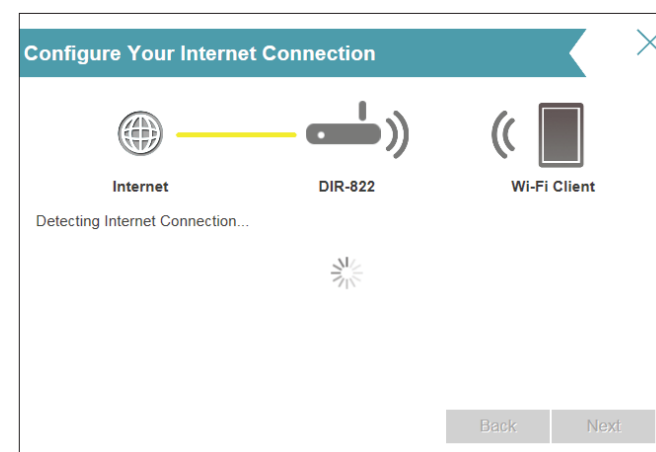 Configure Your Internet Connection
Internet DIR-822 Wi-Fi Client
Detecting Internet Connection...
Back Next